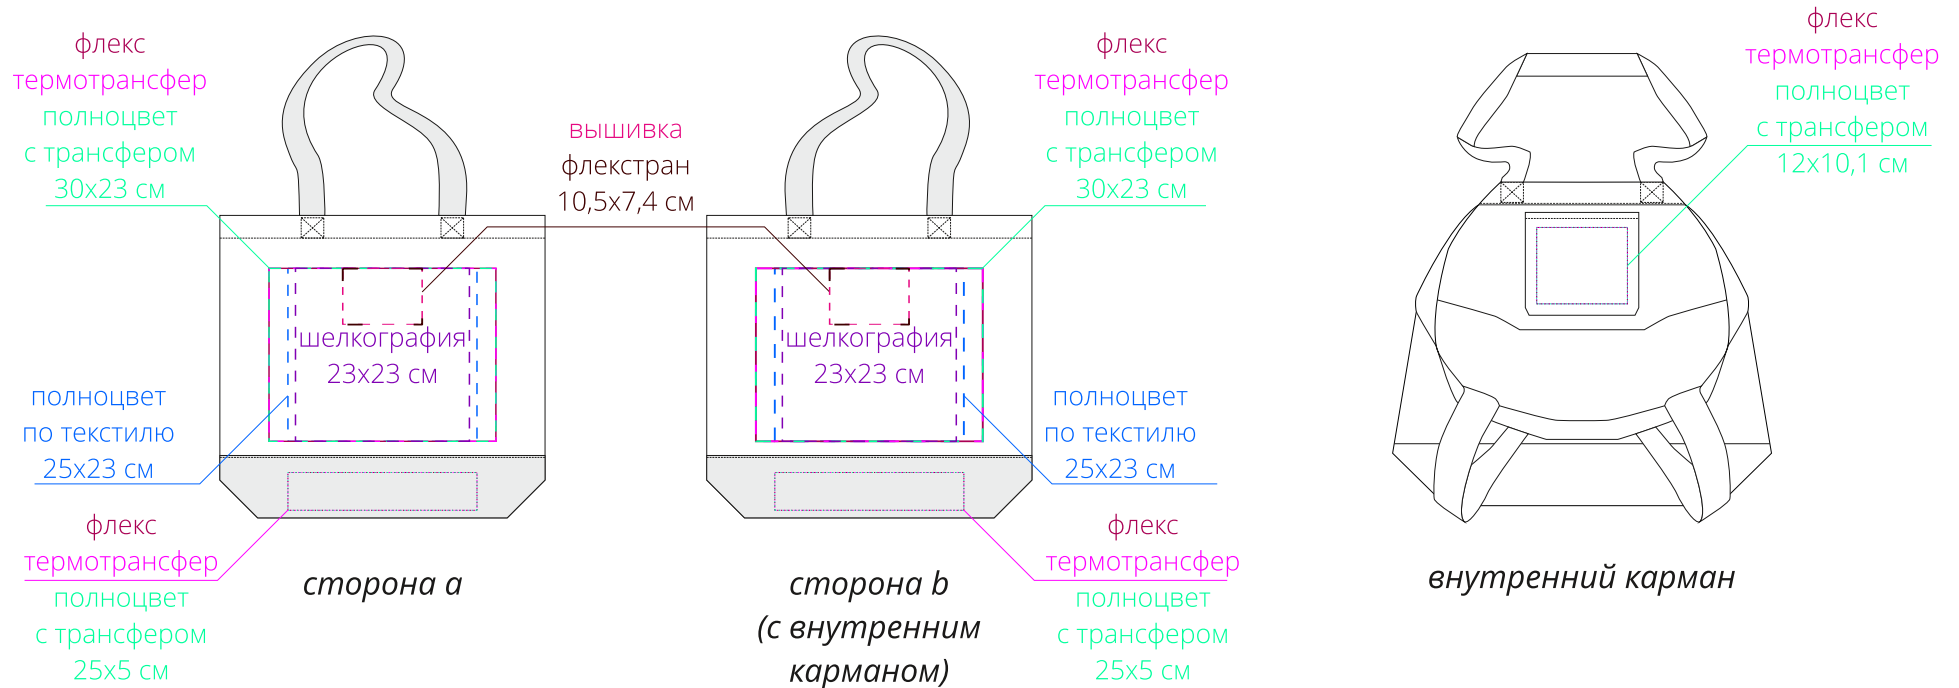 флекс
термотрансфер
полноцвет
с трансфером
30х23 см
вышивка
флекстран
10,5х7,4 см
флекс
термотрансфер
полноцвет
с трансфером
30х23 см
флекс
термотрансфер
полноцвет
с трансфером
12х10,1 см
шелкография
23х23 см
шелкография
23х23 см
полноцвет
по текстилю
25х23 см
полноцвет
по текстилю
25х23 см
флекс
термотрансфер
полноцвет
с трансфером
25х5 см
флекс
термотрансфер
полноцвет
с трансфером
25х5 см
сторона a
сторона b
(с внутренним
карманом)
внутренний карман